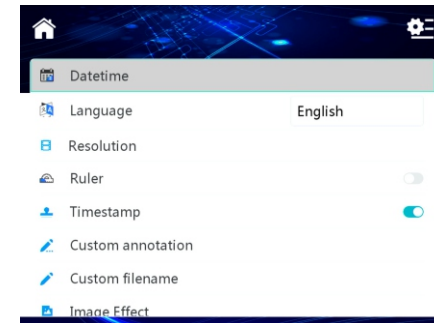 Datetime
Language English
Resolution
Ruler
Timestamp
Custom annotation
Custom filename
Image Effect